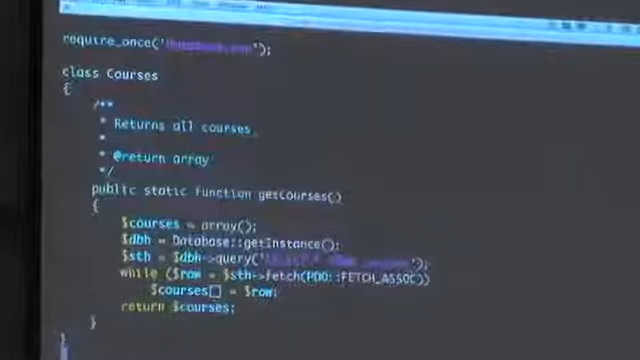 require_once('');
class Courses
{
/**
* Returns all courses
*
* @return array
*/
public static function getCourses()
{
$courses = array();
$dbh = Database::getInstance();
$sth = $dbh->query('');
while ($row = $sth->fetch(PDO::FETCH_ASSOC))
$courses[] = $row;
return $courses;
}
}